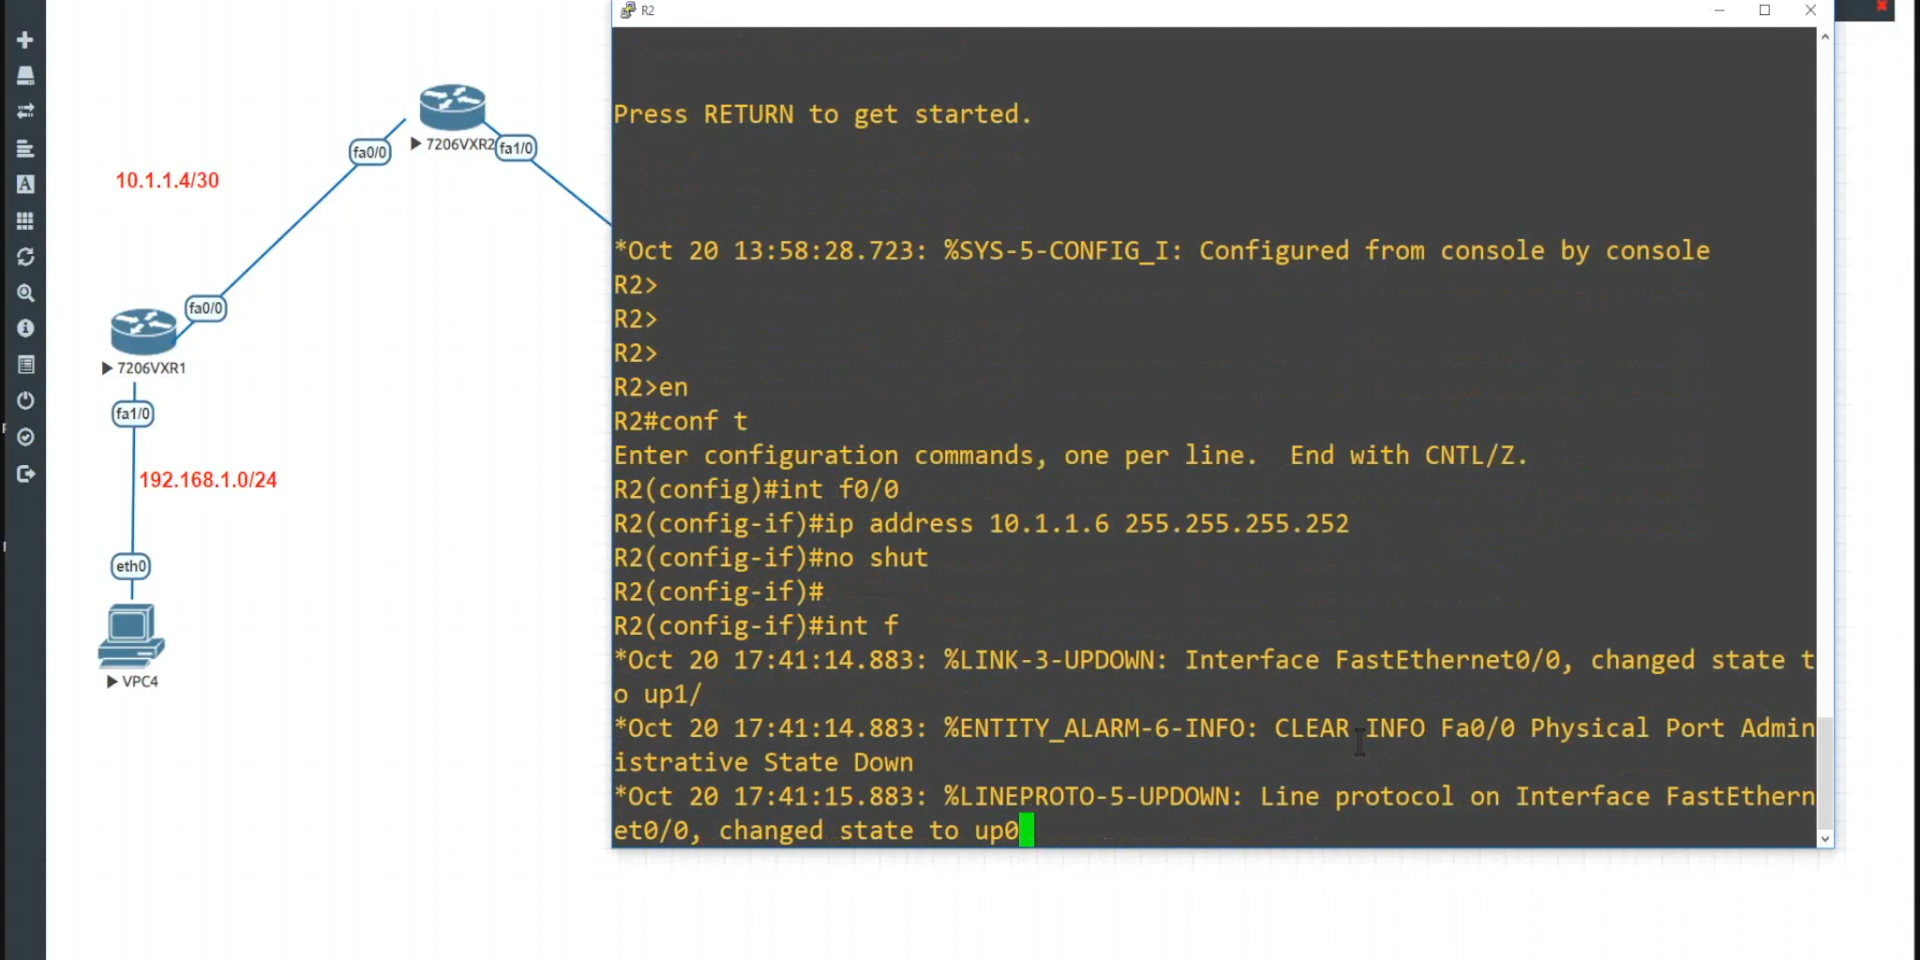 R2
Press RETURN to get started.
*Oct 20 13:58:28.723: %SYS-5-CONFIG_I: Configured from console by console
R2>
R2>
R2>
R2>en
R2#conf t
Enter configuration commands, one per line.  End with CNTL/Z.
R2(config)#int f0/0
R2(config-if)#ip address 10.1.1.6 255.255.255.252
R2(config-if)#no shut
R2(config-if)#
R2(config-if)#int f
*Oct 20 17:41:14.883: %LINK-3-UPDOWN: Interface FastEthernet0/0, changed state t
o up1/
*Oct 20 17:41:14.883: %ENTITY_ALARM-6-INFO: CLEAR INFO Fa0/0 Physical Port Admin
istrative State Down
*Oct 20 17:41:15.883: %LINEPROTO-5-UPDOWN: Line protocol on Interface FastEthern
et0/0, changed state to up0
7206VXR2
fa0/0
fa1/0
10.1.1.4/30
fa0/0
7206VXR1
fa1/0
192.168.1.0/24
eth0
VPC4